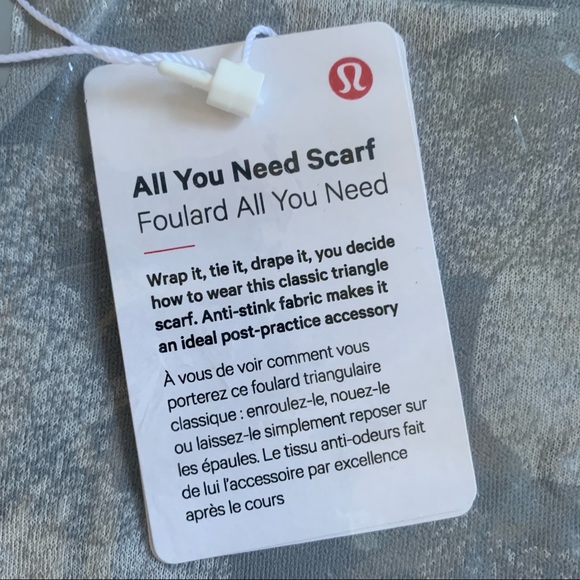 All You Need Scarf
Foulard All You Need
Wrap it, tie it, drape it, you decide
how to wear this classic triangle
scarf. Anti-stink fabric makes it
an ideal post-practice accessory
À vous de voir comment vous
porterez ce foulard triangulaire
classique : enroulez-le, nouez-le
ou laissez-le simplement reposer sur
les épaules. Le tissu anti-odeurs fait
de lui l'accessoire par excellence
après le cours